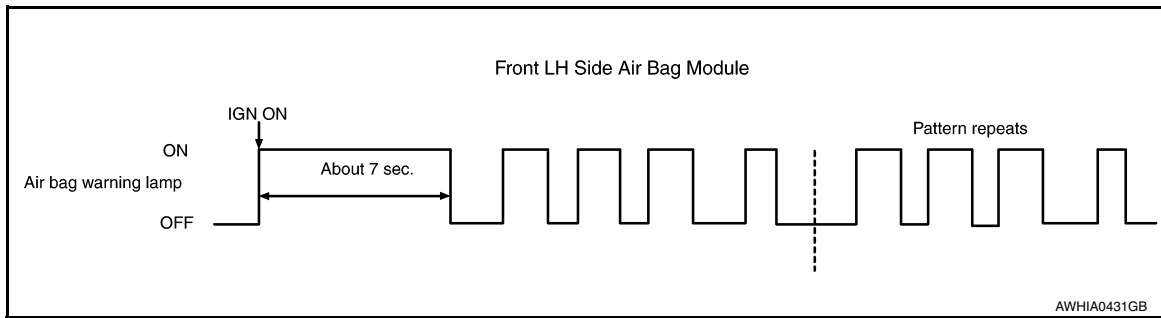 Front LH Side Air Bag Module
IGN ON
Pattern repeats
ON
About 7 sec.
Air bag warning lamp
OFF
AWHIA0431GB